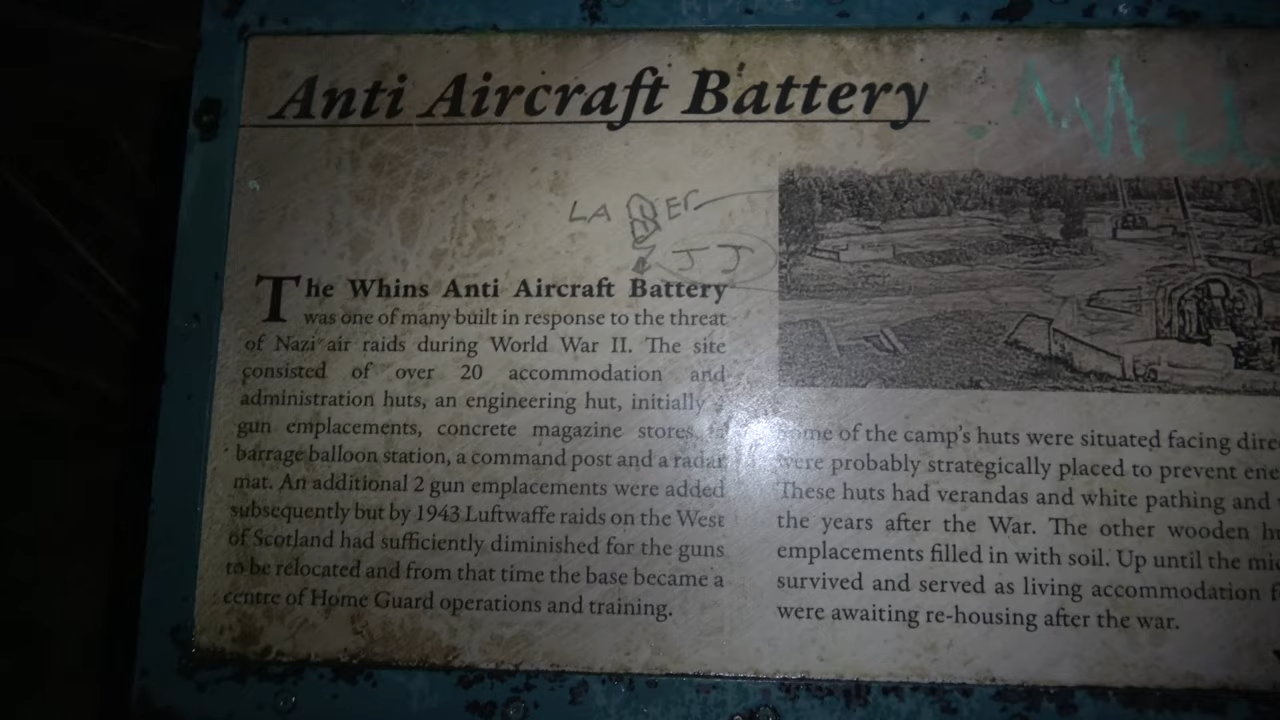 Anti Aircraft Battery
The Whins Anti Aircraft Battery
was one of many built in response to the threat
of Nazi air raids during World War II. The site
consisted of over 20 accommodation and
administration huts, an engineering hut, initially 4
gun emplacements, concrete magazine stores, a
barrage balloon station, a command post and a radar
mat. An additional 2 gun emplacements were added
subsequently but by 1943 Luftwaffe raids on the West
of Scotland had sufficiently diminished for the guns
to be relocated and from that time the base became a
centre of Home Guard operations and training.
JJ
Some of the camp's huts were situated facing
were probably strategically placed to prevent
These huts had verandas and white pathing and
the years after the War. The other wooden
emplacements filled in with soil. Up until the
survived and served as living accommodation
were awaiting re-housing after the war.